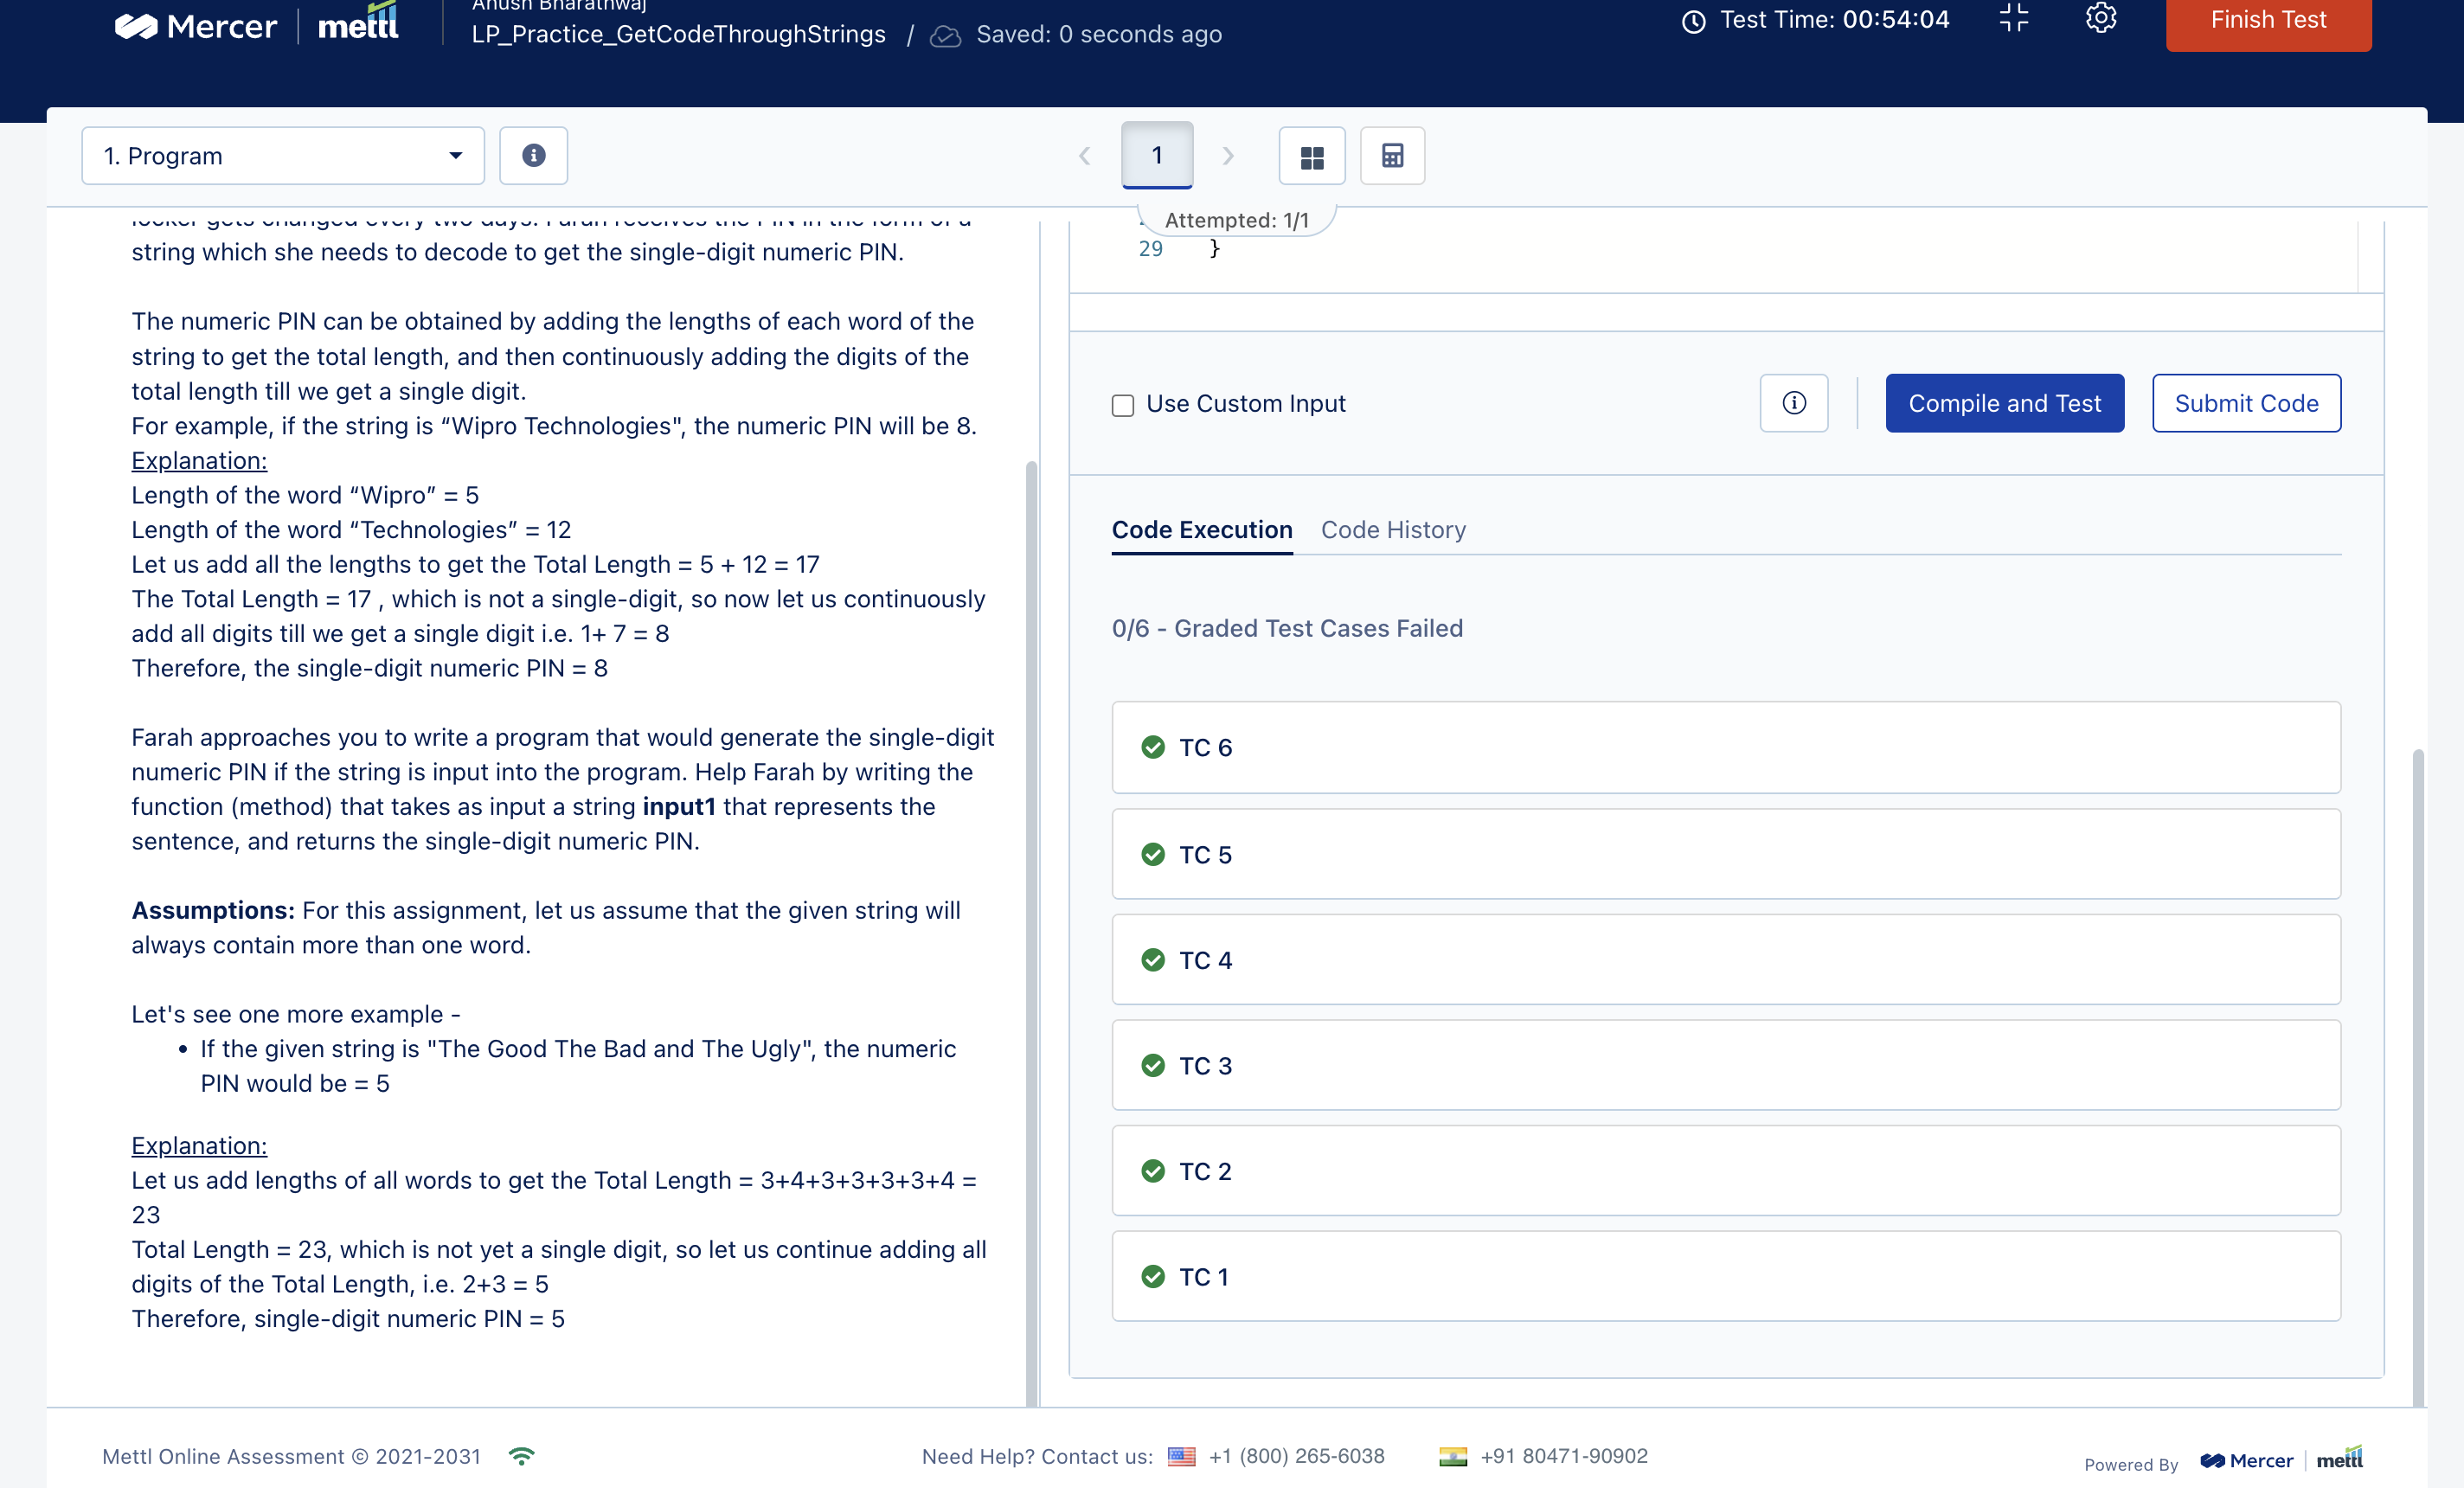 Mercer | mettl
Anush Bharathwaj
LP_Practice_GetCodeThroughStrings / Saved: 0 seconds ago
Test Time: 00:54:04
Finish Test
1. Program
1
Attempted: 1/1
locker gets changed every two days. Farah receives the PIN in the form of a
string which she needs to decode to get the single-digit numeric PIN.
The numeric PIN can be obtained by adding the lengths of each word of the
string to get the total length, and then continuously adding the digits of the
total length till we get a single digit.
For example, if the string is “Wipro Technologies", the numeric PIN will be 8.
Explanation:
Length of the word “Wipro” = 5
Length of the word “Technologies” = 12
Let us add all the lengths to get the Total Length = 5 + 12 = 17
The Total Length = 17 , which is not a single-digit, so now let us continuously
add all digits till we get a single digit i.e. 1+ 7 = 8
Therefore, the single-digit numeric PIN = 8
Farah approaches you to write a program that would generate the single-digit
numeric PIN if the string is input into the program. Help Farah by writing the
function (method) that takes as input a string input1 that represents the
sentence, and returns the single-digit numeric PIN.
Assumptions: For this assignment, let us assume that the given string will
always contain more than one word.
Let's see one more example -
• If the given string is "The Good The Bad and The Ugly", the numeric
PIN would be = 5
Explanation:
Let us add lengths of all words to get the Total Length = 3+4+3+3+3+3+4 =
23
Total Length = 23, which is not yet a single digit, so let us continue adding all
digits of the Total Length, i.e. 2+3 = 5
Therefore, single-digit numeric PIN = 5
29 }
Use Custom Input
Compile and Test
Submit Code
Code Execution Code History
0/6 - Graded Test Cases Failed
TC 6
TC 5
TC 4
TC 3
TC 2
TC 1
Mettl Online Assessment © 2021-2031
Need Help? Contact us: +1 (800) 265-6038 +91 80471-90902
Powered By Mercer | mettl